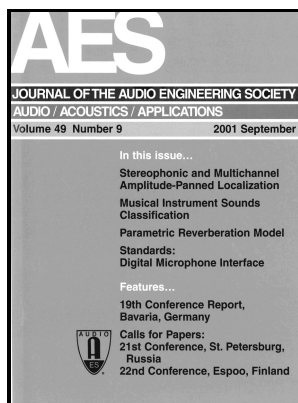 AES
JOURNAL OF THE AUDIO ENGINEERING SOCIETY
AUDIO / ACOUSTICS / APPLICATIONS
Volume 49 Number 9 2001 September
In this issue…
Stereophonic and Multichannel
Amplitude-Panned Localization
Musical Instrument Sounds
Classification
Parametric Reverberation Model
Standards:
Digital Microphone Interface
Features…
19th Conference Report,
Bavaria, Germany
Calls for Papers:
21st Conference, St. Petersburg,
Russia
22nd Conference, Espoo, Finland
AUDIO
A
ES